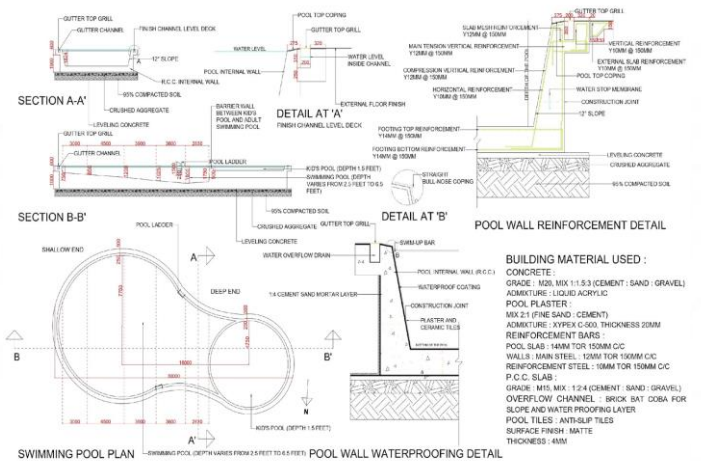 GUTTER TOP GRILL
GUTTER CHANNEL
FINISH CHANNEL LEVEL DECK
A
12" SLOPE
R.C.C. INTERNAL WALL
95% COMPACTED SOIL
SECTION A-A'
CRUSHED AGGREGATE
LEVELING CONCRETE
POOL TOP COPING
GUTTER TOP GRILL
WATER LEVEL
WATER LEVEL
INSIDE CHANNEL
POOL INTERNAL WALL
EXTERNAL FLOOR FINISH
DETAIL AT 'A'
FINISH CHANNEL LEVEL DECK
GUTTER TOP GRILL
SLAB MESH REINFORCEMENT
Y12MM @ 150MM
MAIN TENSION VERTICAL REINFORCEMENT
Y12MM @ 150MM
COMPRESSION VERTICAL REINFORCEMENT
Y12MM @ 150MM
HORIZONTAL REINFORCEMENT
Y10MM @ 150MM
FOOTING TOP REINFORCEMENT
Y14MM @ 150MM
FOOTING BOTTOM REINFORCEMENT
Y14MM @ 150MM
VERTICAL REINFORCEMENT
Y10MM @ 150MM
EXTERNAL SLAB REINFORCEMENT
Y10MM @ 150MM
POOL TOP COPING
WATER STOP MENBRANE
CONSTRUCTION JOINT
12" SLOPE
LEVELING CONCRETE
CRUSHED AGGREGATE
95% COMPACTED SOIL
POOL WALL REINFORCEMENT DETAIL
GUTTER TOP GRILL
GUTTER CHANNEL
BARRIER WALL
BETWEEN KID'S
POOL AND ADULT
SWIMMING POOL
POOL LADDER
KID'S POOL (DEPTH 1.5 FEET)
SWIMMING POOL (DEPTH
VARIES FROM 2.5 FEET TO 6.5
FEET)
95% COMPACTED SOIL
CRUSHED AGGREGATE
LEVELING CONCRETE
SECTION B-B'
STRAIGHT
BULL-NOSE COPING
DETAIL AT 'B'
POOL LADDER
SHALLOW END
DEEP END
A
B
B'
A'
N
KID'S POOL (DEPTH 1.5 FEET)
SWIMMING POOL (DEPTH VARIES FROM 2.5 FEET TO 6.5 FEET)
SWIMMING POOL PLAN
GUTTER TOP GRILL
WATER OVERFLOW DRAIN
1:4 CEMENT SAND MORTAR LAYER
SWIM-UP BAR
B
POOL INTERNAL WALL (R.C.C.)
WATERPROOF COATING
CONSTRUCTION JOINT
PLASTER AND
CERAMIC TILES
POOL WALL WATERPROOFING DETAIL
BUILDING MATERIAL USED :
CONCRETE :
GRADE : M20, MIX 1:1.5:3 (CEMENT : SAND : GRAVEL)
ADMIXTURE : LIQUID ACRYLIC
POOL PLASTER :
MIX 2:1 (FINE SAND : CEMENT)
ADMIXTURE : XYPEX C-500, THICKNESS 20MM
REINFORCEMENT BARS :
POOL SLAB : 14MM TOR 150MM C/C
WALLS : MAIN STEEL : 12MM TOR 150MM C/C
REINFORCEMENT STEEL : 10MM TOR 150MM C/C
P.C.C. SLAB :
GRADE : M15, MIX : 1:2:4 (CEMENT : SAND : GRAVEL)
OVERFLOW CHANNEL : BRICK BAT COBA FOR
SLOPE AND WATER PROOFING LAYER
POOL TILES : ANTI-SLIP TILES
SURFACE FINISH : MATTE
THICKNESS : 4MM